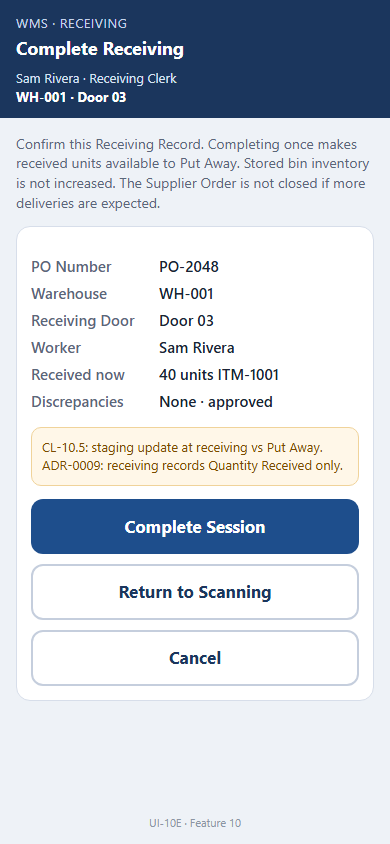 WMS · RECEIVING
Complete Receiving
Sam Rivera · Receiving Clerk
WH-001 · Door 03
Confirm this Receiving Record. Completing once makes
received units available to Put Away. Stored bin inventory
is not increased. The Supplier Order is not closed if more
deliveries are expected.
PO Number PO-2048
Warehouse WH-001
Receiving Door Door 03
Worker Sam Rivera
Received now 40 units ITM-1001
Discrepancies None · approved
CL-10.5: staging update at receiving vs Put Away.
ADR-0009: receiving records Quantity Received only.
Complete Session
Return to Scanning
Cancel
UI-10E · Feature 10